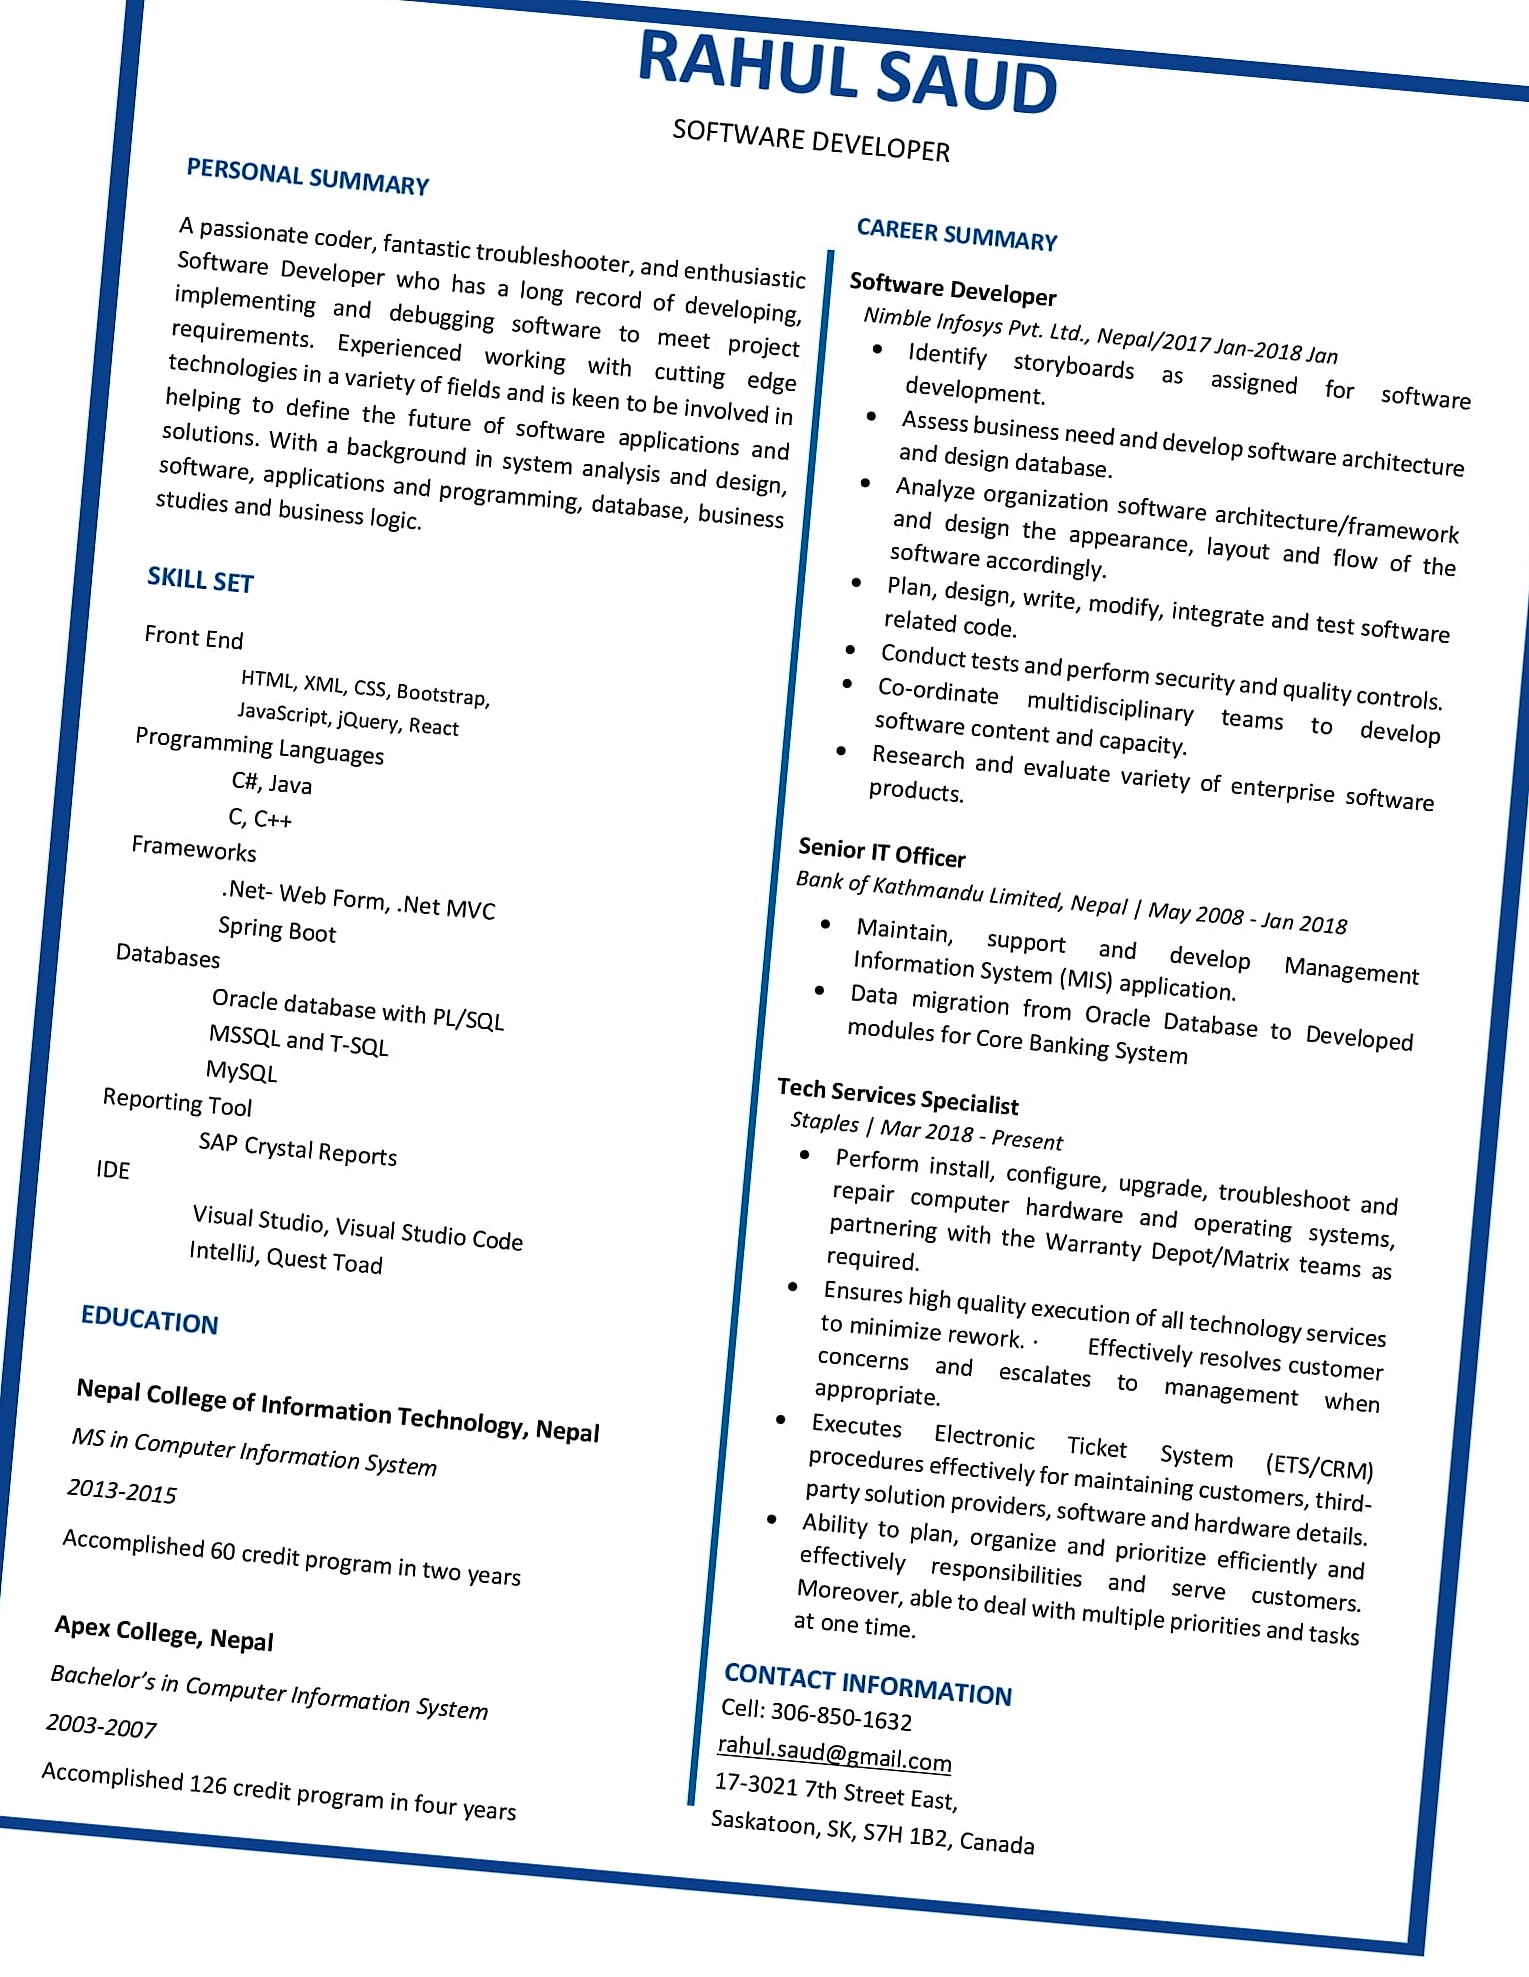 RAHUL SAUD
SOFTWARE DEVELOPER
PERSONAL SUMMARY
A passionate coder, fantastic troubleshooter, and enthusiastic
Software Developer who has a long record of developing,
implementing and debugging software to meet project
requirements. Experienced working with cutting edge
technologies in a variety of fields and is keen to be involved in
helping to define the future of software applications and
solutions. With a background in system analysis and design,
software, applications and programming, database, business
studies and business logic.
SKILL SET
Front End
HTML, XML, CSS, Bootstrap,
JavaScript, jQuery, React
Programming Languages
C#, Java
C, C++
Frameworks
.Net- Web Form, .Net MVC
Spring Boot
Databases
Oracle database with PL/SQL
MSSQL and T-SQL
MySQL
Reporting Tool
SAP Crystal Reports
IDE
Visual Studio, Visual Studio Code
IntelliJ, Quest Toad
EDUCATION
Nepal College of Information Technology, Nepal
MS in Computer Information System
2013-2015
Accomplished 60 credit program in two years
Apex College, Nepal
Bachelor's in Computer Information System
2003-2007
Accomplished 126 credit program in four years
CAREER SUMMARY
Software Developer
Nimble Infosys Pvt. Ltd., Nepal/2017 Jan-2018 Jan
• Identify storyboards as assigned for software
development.
• Assess business need and develop software architecture
and design database.
• Analyze organization software architecture/framework
and design the appearance, layout and flow of the
software accordingly.
• Plan, design, write, modify, integrate and test software
related code.
• Conduct tests and perform security and quality controls.
• Co-ordinate multidisciplinary teams to develop
software content and capacity.
• Research and evaluate variety of enterprise software
products.
Senior IT Officer
Bank of Kathmandu Limited, Nepal | May 2008 - Jan 2018
• Maintain, support and develop Management
Information System (MIS) application.
• Data migration from Oracle Database to Developed
modules for Core Banking System
Tech Services Specialist
Staples | Mar 2018 - Present
• Perform install, configure, upgrade, troubleshoot and
repair computer hardware and operating systems,
partnering with the Warranty Depot/Matrix teams as
required.
• Ensures high quality execution of all technology services
to minimize rework. · Effectively resolves customer
concerns and escalates to management when
appropriate.
• Executes Electronic Ticket System (ETS/CRM)
procedures effectively for maintaining customers, third-
party solution providers, software and hardware details.
• Ability to plan, organize and prioritize efficiently and
effectively responsibilities and serve customers.
Moreover, able to deal with multiple priorities and tasks
at one time.
CONTACT INFORMATION
Cell: 306-850-1632
rahul.saud@gmail.com
17-3021 7th Street East,
Saskatoon, SK, S7H 1B2, Canada